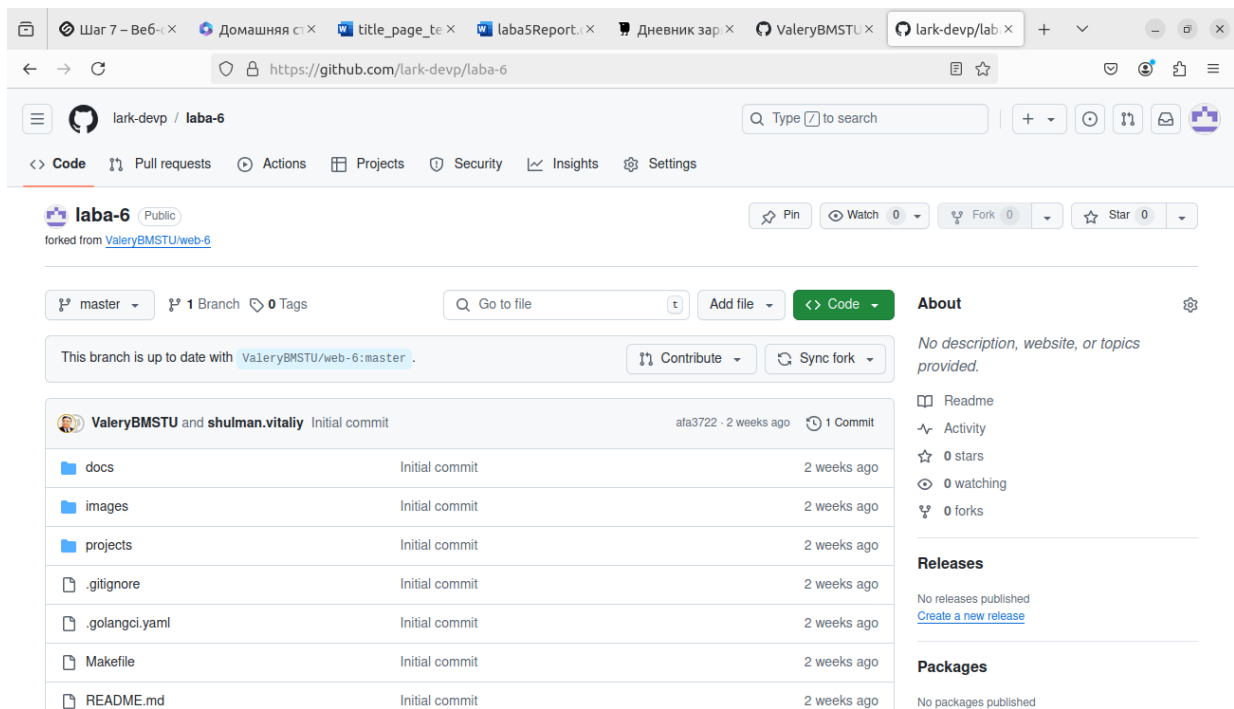 Шаг 7 – Веб-с
Домашняя ст
title_page_te
laba5Report.
Дневник зар
ValeryBMSTU
lark-devp/lab
https://github.com/lark-devp/laba-6
lark-devp / laba-6
Type / to search
Code Pull requests Actions Projects Security Insights Settings
laba-6 Public
Pin Watch 0 Fork 0 Star 0
forked from ValeryBMSTU/web-6
master 1 Branch 0 Tags Go to file t Add file Code
About
This branch is up to date with ValeryBMSTU/web-6:master . Contribute Sync fork
No description, website, or topics
provided.
Readme
Activity
0 stars
0 watching
0 forks
ValeryBMSTU and shulman.vitaliy Initial commit afa3722 · 2 weeks ago 1 Commit
docs Initial commit 2 weeks ago
images Initial commit 2 weeks ago
projects Initial commit 2 weeks ago
.gitignore Initial commit 2 weeks ago
.golangci.yaml Initial commit 2 weeks ago
Makefile Initial commit 2 weeks ago
README.md Initial commit 2 weeks ago
Releases
No releases published
Create a new release
Packages
No packages published